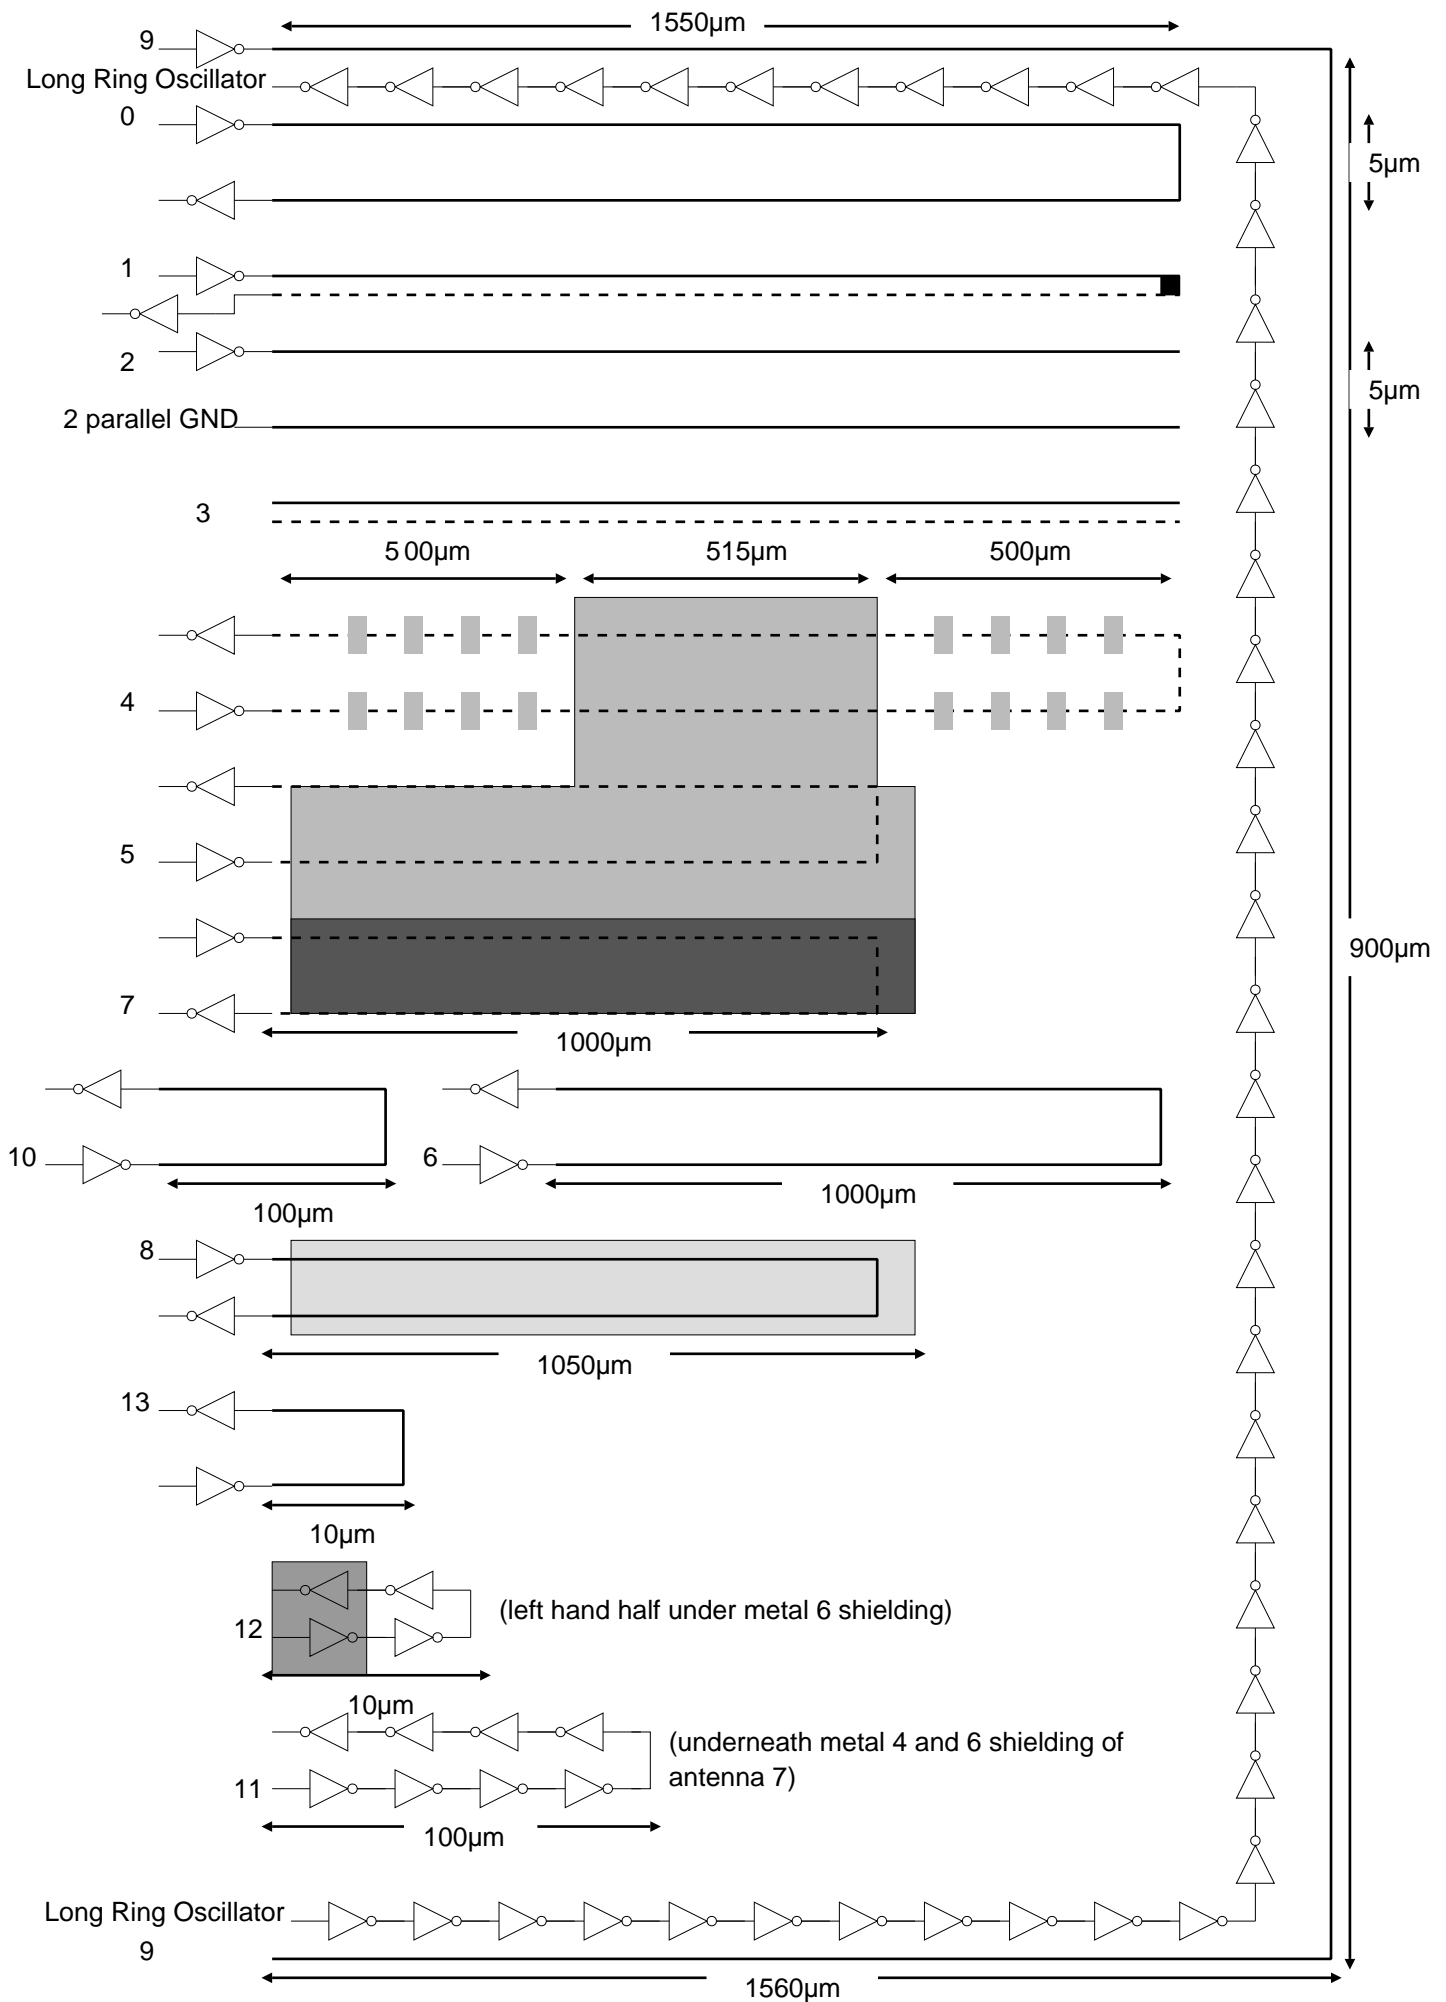 1550µm
9
Long Ring Oscillator
0
5µm
1
2
5µm
2 parallel GND
3
500µm 515µm 500µm
4
5
900µm
7
1000µm
10 6
100µm 1000µm
8
1050µm
13
10µm
(left hand half under metal 6 shielding)
12
10µm
(underneath metal 4 and 6 shielding of
antenna 7)
11
100µm
Long Ring Oscillator
9
1560µm